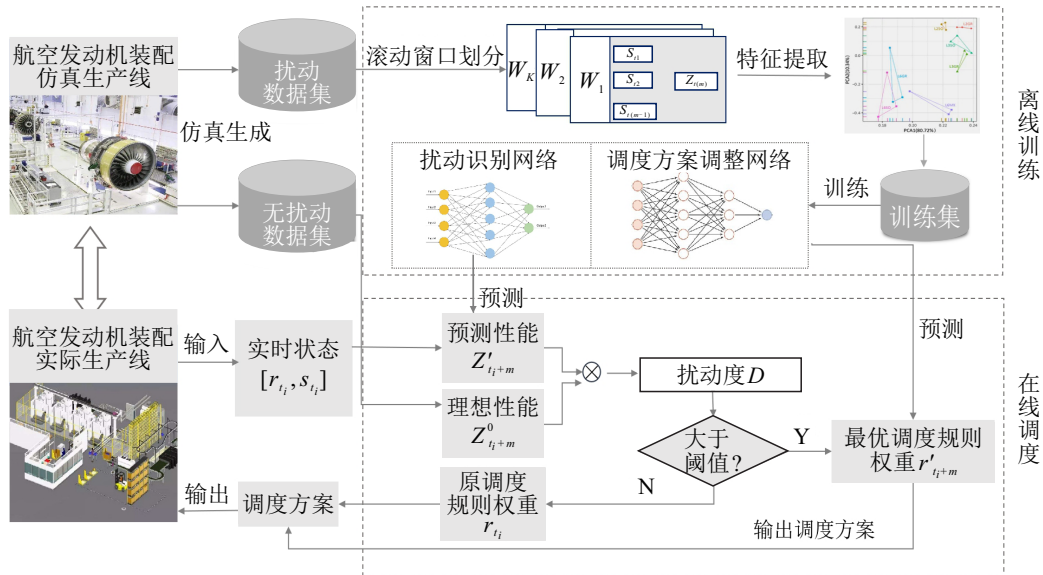 航空发动机装配
仿真生产线
扰动
数据集
滚动窗口划分
W_K
W_2
W_1
S_{t1}
S_{t2}
S_{t(m-1)}
Z_{t(m)}
特征提取
PCA1(80.72%)
离线训练
仿真生成
无扰动
数据集
扰动识别网络
调度方案调整网络
训练
训练集
预测
预测
航空发动机装配
实际生产线
输入
实时状态
[r_{t_i}, s_{t_i}]
预测性能
Z'_{t_i+m}
理想性能
Z^0_{t_i+m}
扰动度D
大于
阈值?
Y
N
最优调度规则
权重r'_{t_i+m}
在线调度
原调度
规则权重
r_{t_i}
调度方案
输出
输出调度方案